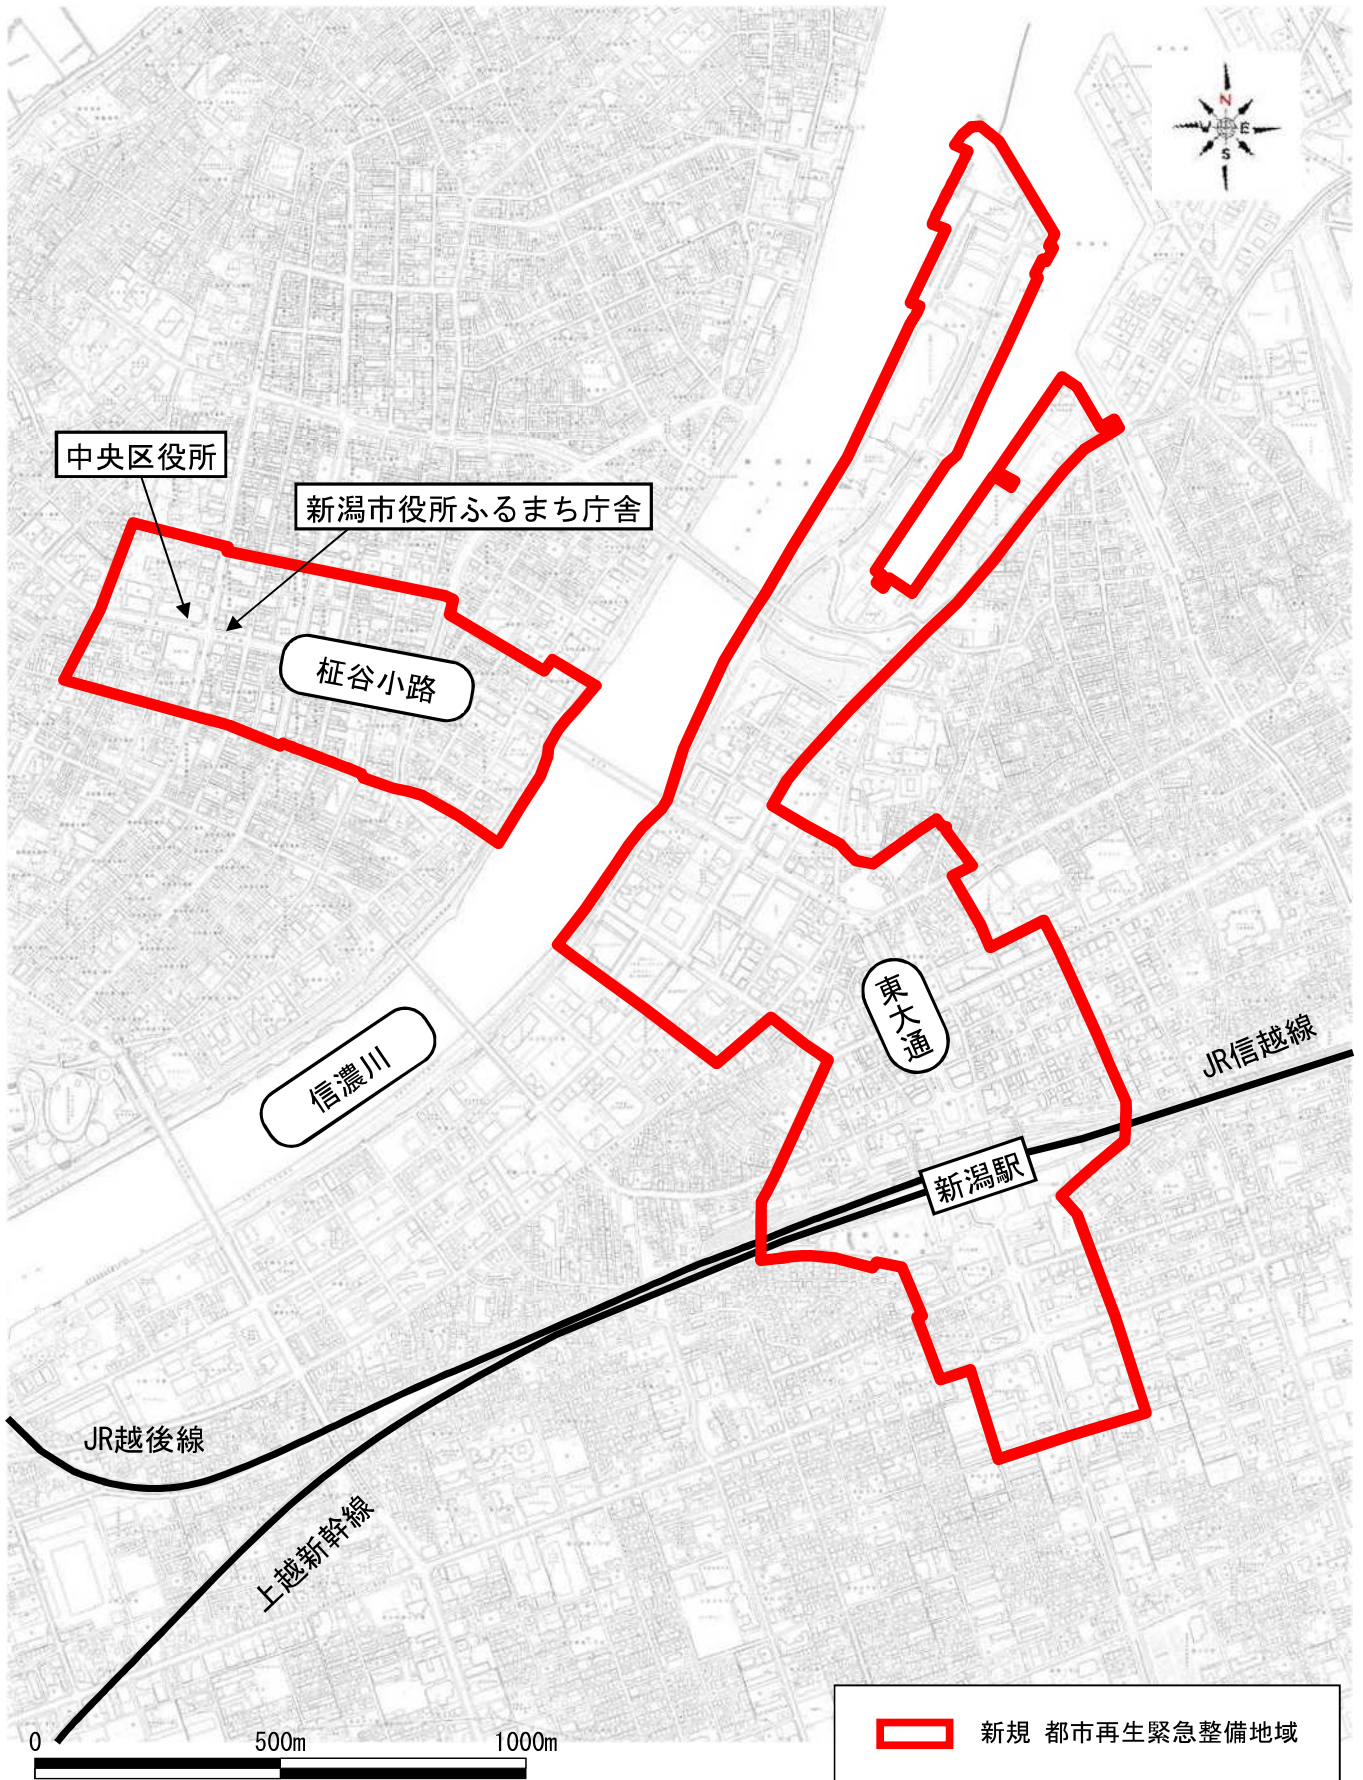 N
W
E
S
中央区役所
新潟市役所ふるまち庁舎
柾谷小路
東大通
信濃川
JR信越線
新潟駅
JR越後線
上越新幹線
0 500m 1000m
新規 都市再生緊急整備地域